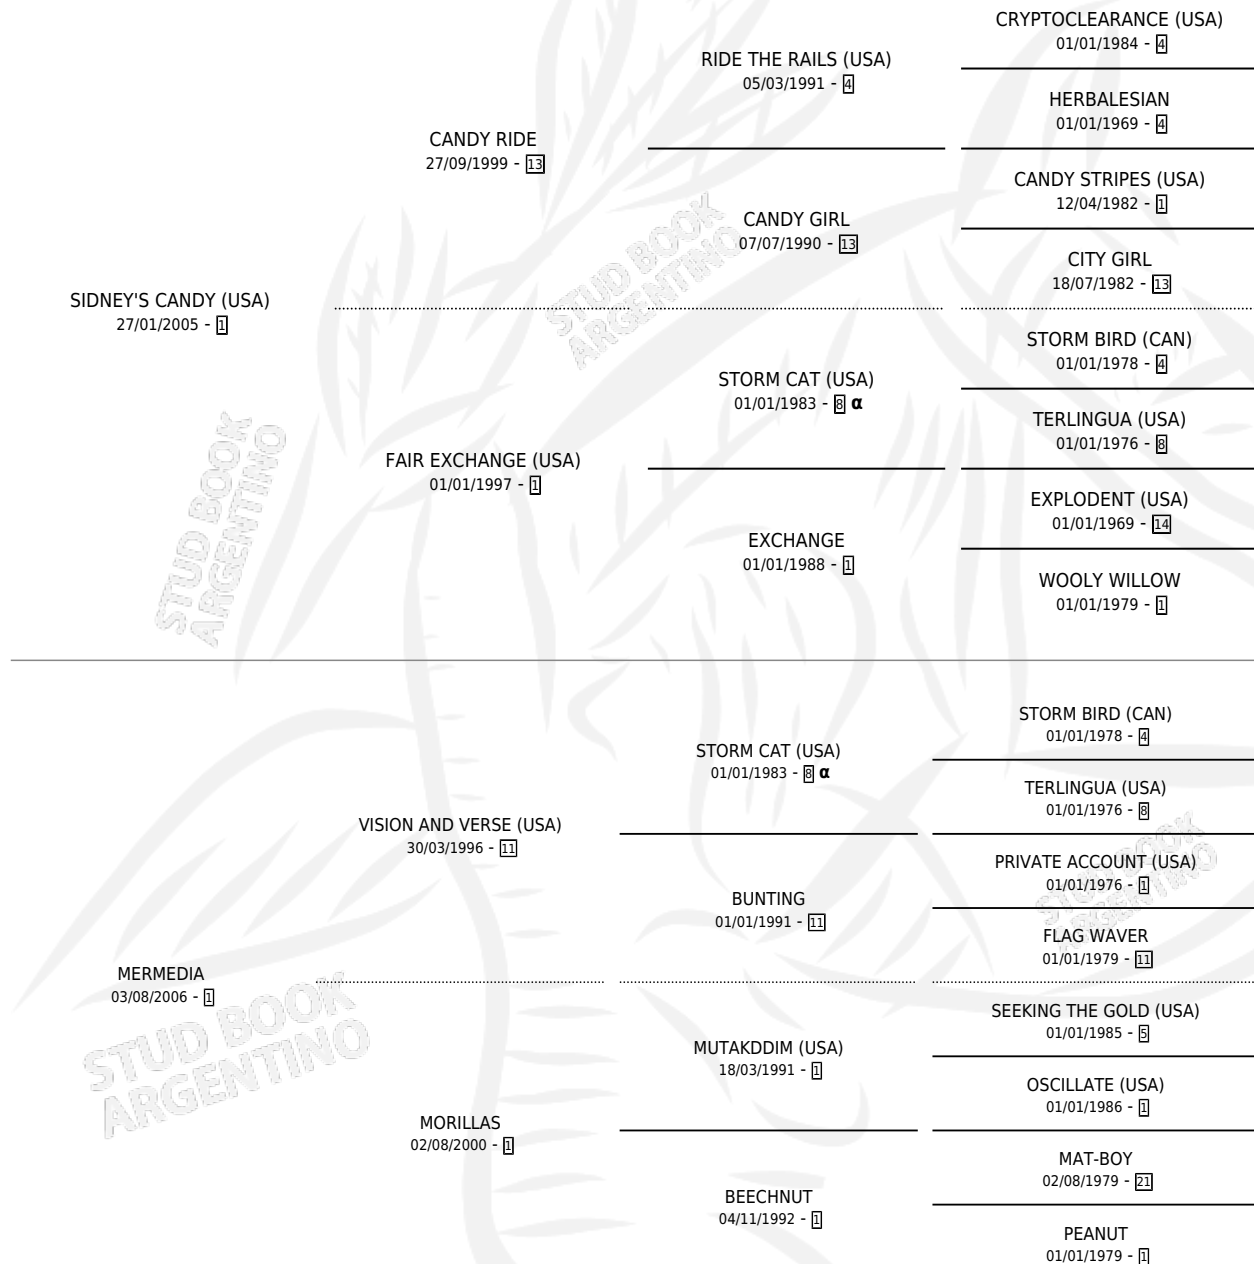 CRYPTOCLEARANCE (USA)
01/01/1984 - 4
RIDE THE RAILS (USA)
05/03/1991 - 4
HERBALESIAN
01/01/1969 - 4
CANDY RIDE
27/09/1999 - 13
CANDY STRIPES (USA)
12/04/1982 - 1
CANDY GIRL
07/07/1990 - 13
CITY GIRL
18/07/1982 - 13
SIDNEY'S CANDY (USA)
27/01/2005 - 1
STORM BIRD (CAN)
01/01/1978 - 4
STORM CAT (USA)
01/01/1983 - 8 α
TERLINGUA (USA)
01/01/1976 - 8
FAIR EXCHANGE (USA)
01/01/1997 - 1
EXPLODENT (USA)
01/01/1969 - 14
EXCHANGE
01/01/1988 - 1
WOOLY WILLOW
01/01/1979 - 1
STORM BIRD (CAN)
01/01/1978 - 4
STORM CAT (USA)
01/01/1983 - 8 α
TERLINGUA (USA)
01/01/1976 - 8
VISION AND VERSE (USA)
30/03/1996 - 11
PRIVATE ACCOUNT (USA)
01/01/1976 - 1
BUNTING
01/01/1991 - 11
FLAG WAVER
01/01/1979 - 11
MERMEDIA
03/08/2006 - 1
SEEKING THE GOLD (USA)
01/01/1985 - 5
MUTAKDDIM (USA)
18/03/1991 - 1
OSCILLATE (USA)
01/01/1986 - 1
MORILLAS
02/08/2000 - 1
MAT-BOY
02/08/1979 - 21
BEECHNUT
04/11/1992 - 1
PEANUT
01/01/1979 - 1
STUD BOOK
ARGENTINO
STUD BOOK
ARGENTINO
STUD BOOK
ARGENTINO
STUD BOOK
ARGENTINO